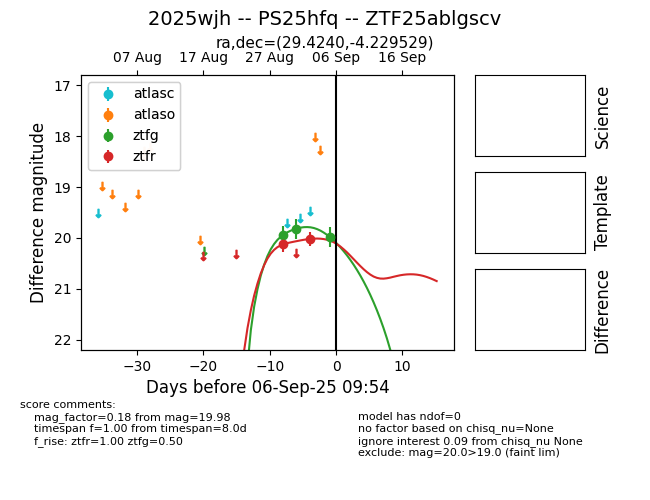 2025wjh -- PS25hfq -- ZTF25ablgscv
ra,dec=(29.4240,-4.229529)
07 Aug 17 Aug 27 Aug 06 Sep 16 Sep
atlasc
atlaso
ztfg
ztfr
17
18
19
20
21
22
Difference magnitude
−30 −20 −10 0 10
Days before 06-Sep-25 09:54
Science
Template
Difference
score comments:
mag_factor=0.18 from mag=19.98
timespan f=1.00 from timespan=8.0d
f_rise: ztfr=1.00 ztfg=0.50
model has ndof=0
no factor based on chisq_nu=None
ignore interest 0.09 from chisq_nu None
exclude: mag=20.0>19.0 (faint lim)